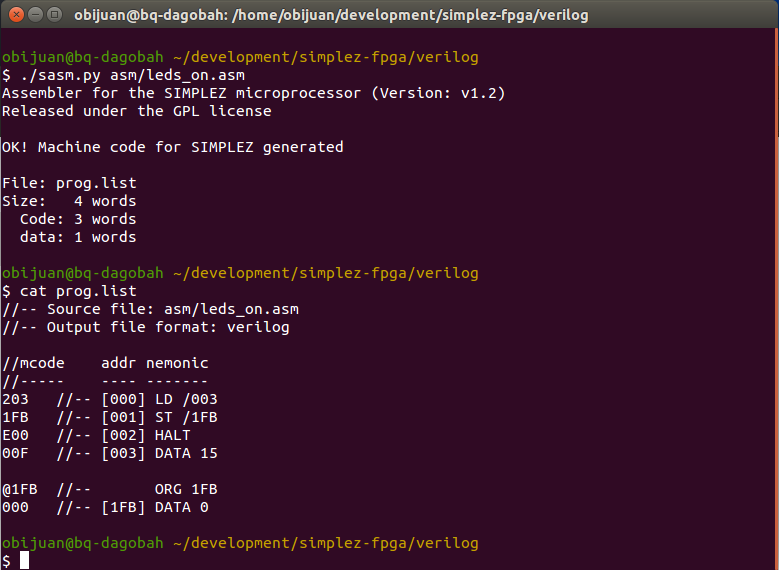 obijuan@bq-dagobah: /home/obijuan/development/simplez-fpga/verilog
obijuan@bq-dagobah ~/development/simplez-fpga/verilog
$ ./sasm.py asm/leds_on.asm
Assembler for the SIMPLEZ microprocessor (Version: v1.2)
Released under the GPL license
OK! Machine code for SIMPLEZ generated
File: prog.list
Size:   4 words
  Code: 3 words
  data: 1 words
obijuan@bq-dagobah ~/development/simplez-fpga/verilog
$ cat prog.list
//-- Source file: asm/leds_on.asm
//-- Output file format: verilog
//mcode    addr nemonic
//-----    ---- -------
203   //-- [000] LD /003
1FB   //-- [001] ST /1FB
E00   //-- [002] HALT
00F   //-- [003] DATA 15
@1FB  //--       ORG 1FB
000   //-- [1FB] DATA 0
obijuan@bq-dagobah ~/development/simplez-fpga/verilog
$